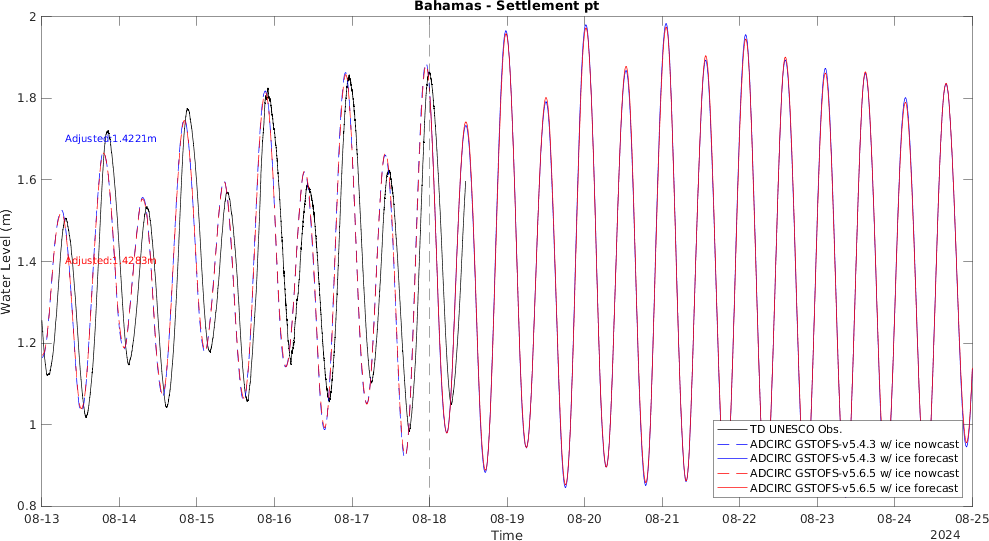 Bahamas - Settlement pt
Water Level (m)
2
1.8
1.6
1.4
1.2
1
0.8
Adjusted:1.4221m
Adjusted:1.4283m
TD UNESCO Obs.
ADCIRC GSTOFS-v5.4.3 w/ ice nowcast
ADCIRC GSTOFS-v5.4.3 w/ ice forecast
ADCIRC GSTOFS-v5.6.5 w/ ice nowcast
ADCIRC GSTOFS-v5.6.5 w/ ice forecast
08-13 08-14 08-15 08-16 08-17 08-18 08-19 08-20 08-21 08-22 08-23 08-24 08-25
Time
2024